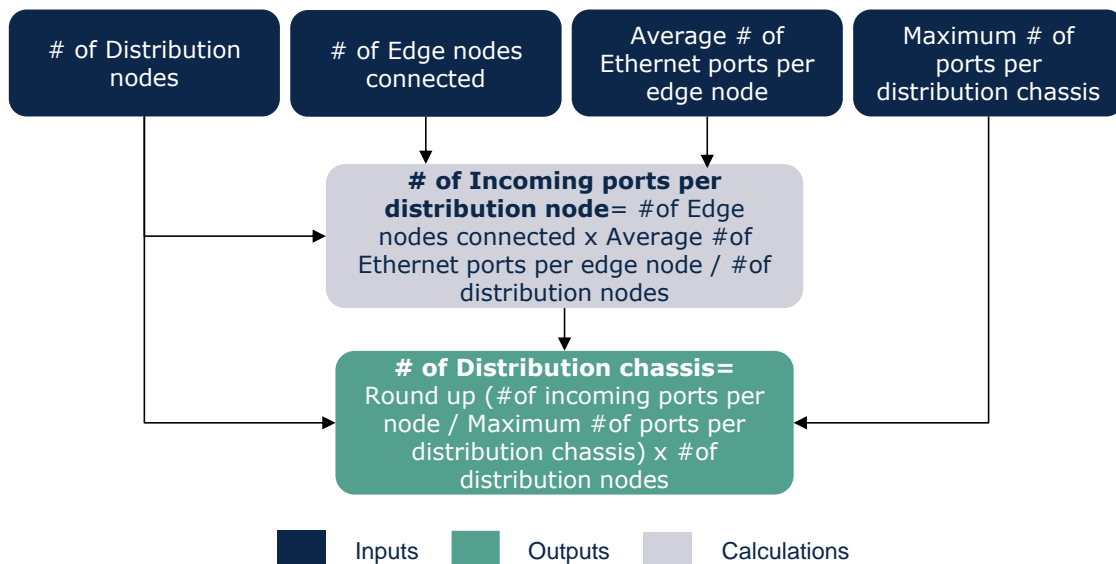 # of Distribution
nodes
# of Edge nodes
connected
Average # of
Ethernet ports per
edge node
Maximum # of
ports per
distribution chassis
# of Incoming ports per
distribution node= #of Edge
nodes connected x Average #of
Ethernet ports per edge node / #of
distribution nodes
# of Distribution chassis=
Round up (#of incoming ports per
node / Maximum #of ports per
distribution chassis) x #of
distribution nodes
Inputs
Outputs
Calculations